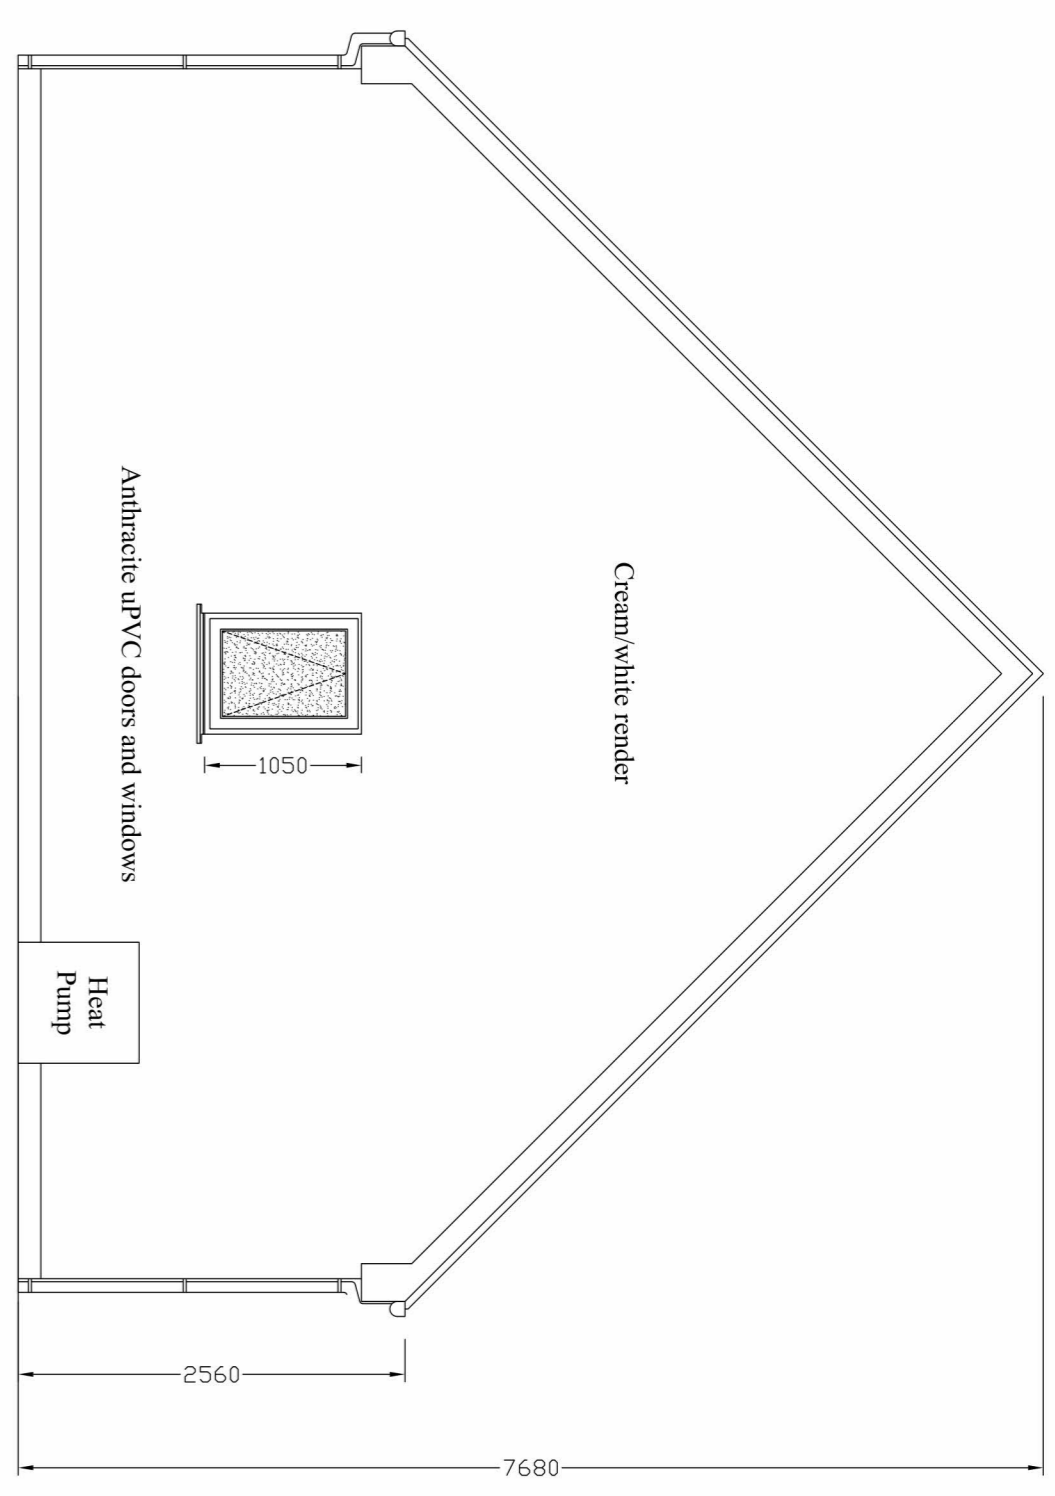 Cream/white render
1050
Anthracite uPVC doors and windows
Heat
Pump
2560
7680